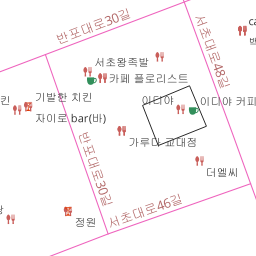 반포대로30길
서초대로48길
ca
반
서초왕족발
카페 플로리스트
킨
기발한 치킨
이디야
이디야 커피
자이로 bar(바)
반포대로30길
가루다 교대점
더엘씨
서초대로46길
정원